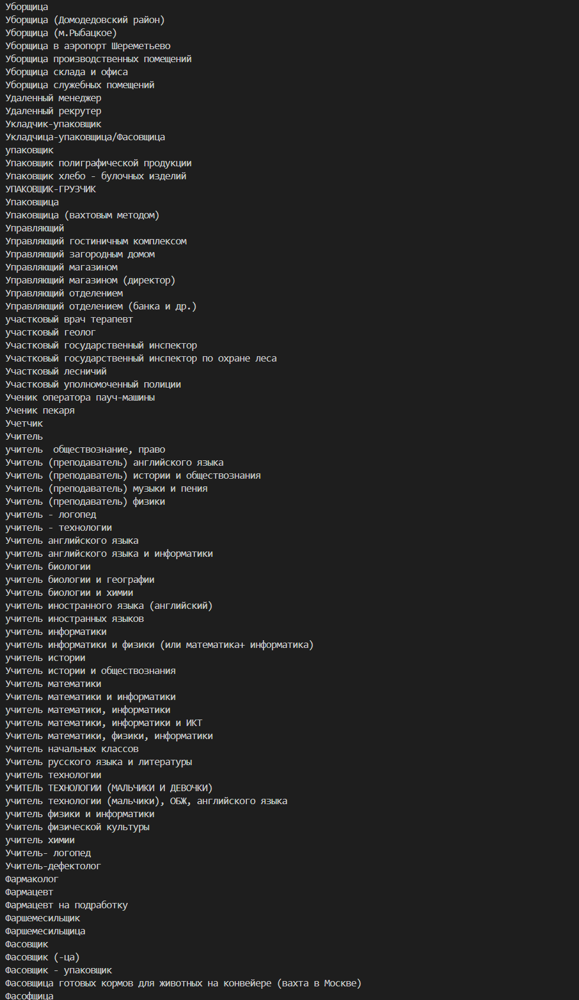 Уборщица
Уборщица (Домодедовский район)
Уборщица (м.Рыбацкое)
Уборщица в аэропорт Шереметьево
Уборщица производственных помещений
Уборщица склада и офиса
Уборщица служебных помещений
Удаленный менеджер
Удаленный рекрутер
Укладчик-упаковщик
Укладчица-упаковщица/Фасовщица
упаковщик
Упаковщик полиграфической продукции
Упаковщик хлебо - булочных изделий
УПАКОВЩИК-ГРУЗЧИК
Упаковщица
Упаковщица (вахтовым методом)
Управляющий
Управляющий гостиничным комплексом
Управляющий загородным домом
Управляющий магазином
Управляющий магазином (директор)
Управляющий отделением
Управляющий отделением (банка и др.)
участковый врач терапевт
участковый геолог
Участковый государственный инспектор
Участковый государственный инспектор по охране леса
Участковый лесничий
Участковый уполномоченный полиции
Ученик оператора пауч-машины
Ученик пекаря
Учетчик
Учитель
учитель  обществознание, право
Учитель (преподаватель) английского языка
Учитель (преподаватель) истории и обществознания
Учитель (преподаватель) музыки и пения
Учитель (преподаватель) физики
учитель - логопед
учитель - технологии
Учитель английского языка
учитель английского языка и информатики
Учитель биологии
учитель биологии и географии
Учитель биологии и химии
учитель иностранного языка (английский)
учитель иностранных языков
учитель информатики
учитель информатики и физики (или математика+ информатика)
учитель истории
Учитель истории и обществознания
Учитель математики
Учитель математики и информатики
учитель математики, информатики
учитель математики, информатики и ИКТ
Учитель математики, физики, информатики
Учитель начальных классов
Учитель русского языка и литературы
учитель технологии
УЧИТЕЛЬ ТЕХНОЛОГИИ (МАЛЬЧИКИ И ДЕВОЧКИ)
учитель технологии (мальчики), ОБЖ, английского языка
учитель физики и информатики
Учитель физической культуры
учитель химии
Учитель- логопед
Учитель-дефектолог
Фармаколог
Фармацевт
Фармацевт на подработку
Фаршемесильщик
Фаршемесильщица
Фасовщик
Фасовщик (-ца)
Фасовщик - упаковщик
Фасовщица готовых кормов для животных на конвейере (вахта в Москве)
Фасофщица